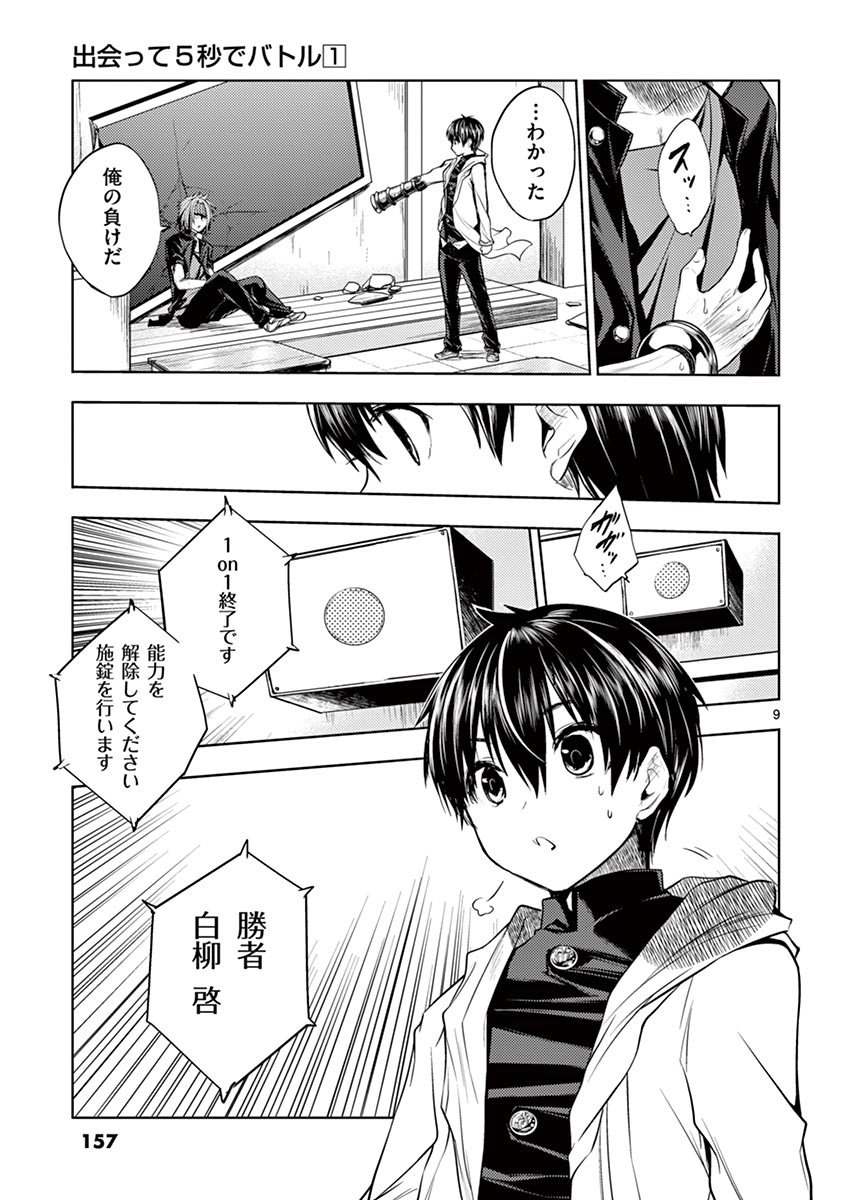 出会って5秒でバトル1
スッ…
…わかった
俺の負けだ
ガガッ…
1on1終了です
能力を
解除してください
施錠を行います
9
勝者
白柳 啓
157